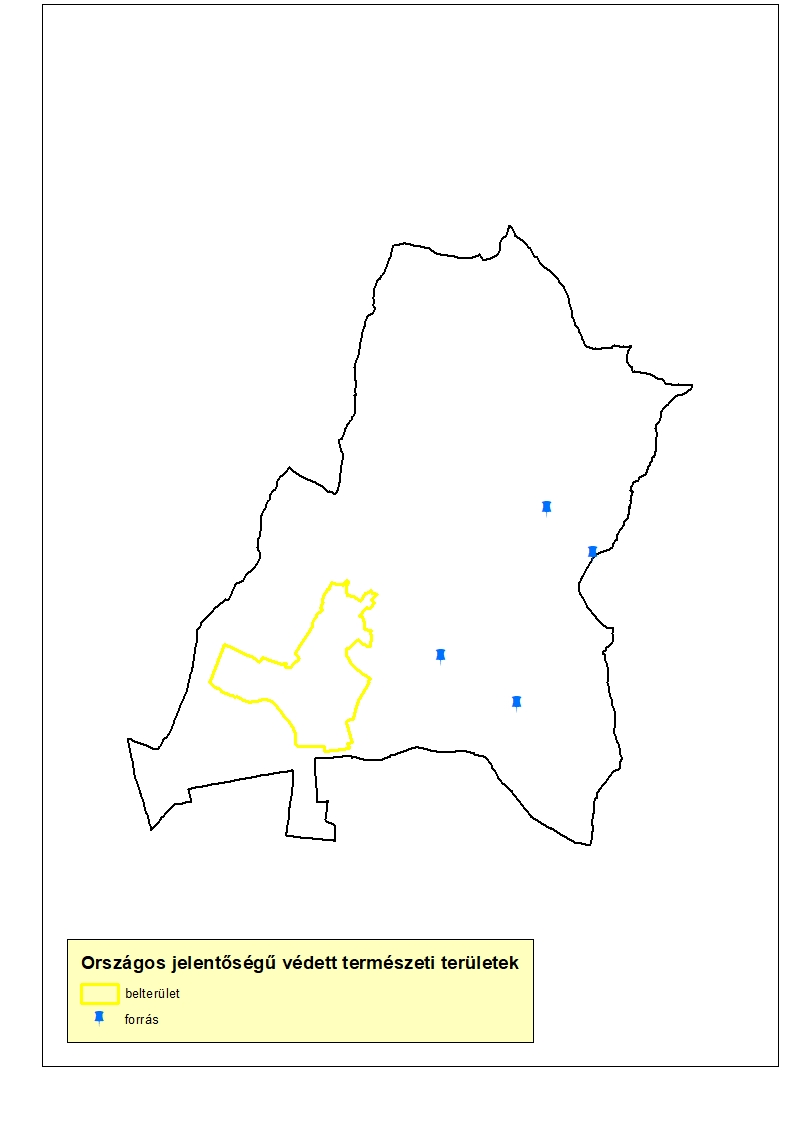 Országos jelentőségű védett természeti területek
belterület
forrás